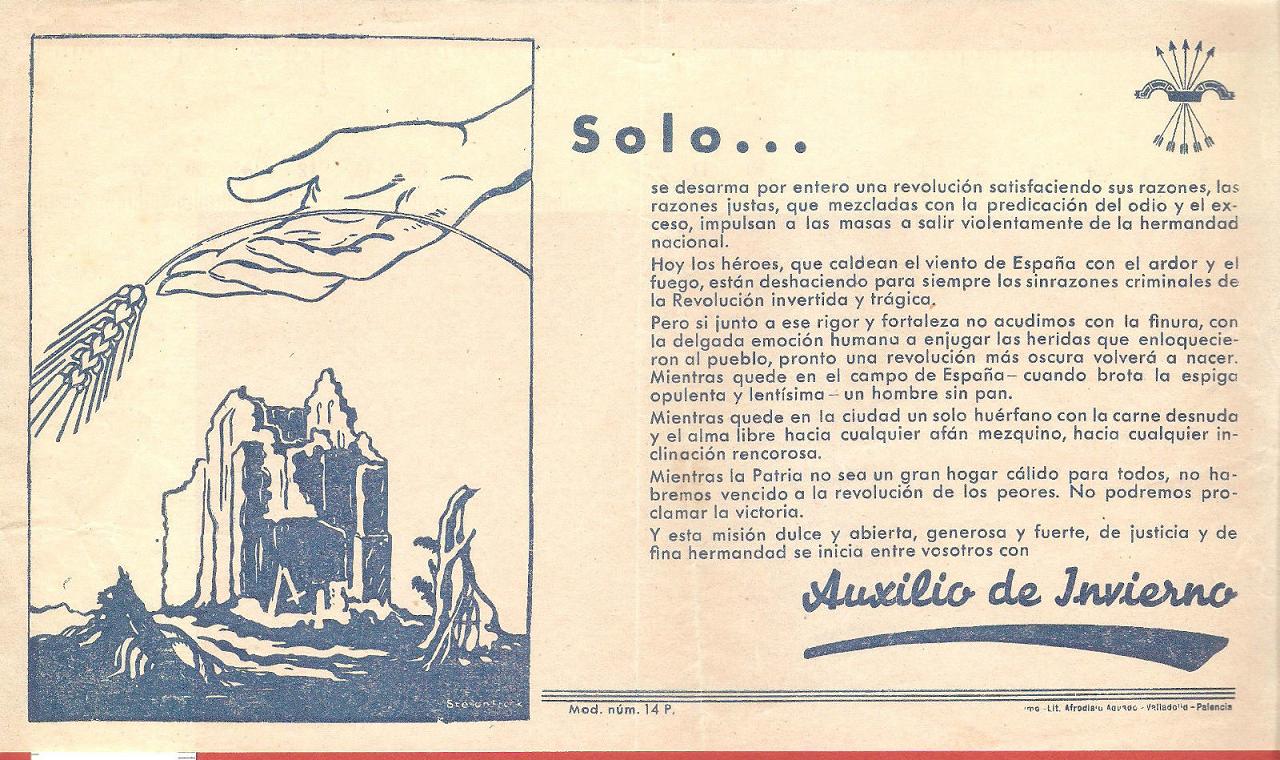 Solo...
se desarma por entero una revolución satisfaciendo sus razones, las
razones justas, que mezcladas con la predicación del odio y el ex-
ceso, impulsan a las masas a salir violentamente de la hermandad
nacional.
Hoy los héroes, que caldean el viento de España con el ardor y el
fuego, están deshaciendo para siempre las sinrazones criminales de
la Revolución invertida y trágica.
Pero si junto a ese rigor y fortaleza no acudimos con la finura, con
la delgada emoción humana a enjugar las heridas que enloquecie-
ron al pueblo, pronto una revolución más oscura volverá a nacer.
Mientras quede en el campo de España— cuando brota la espiga
opulenta y lentísima — un hombre sin pan.
Mientras quede en la ciudad un solo huérfano con la carne desnuda
y el alma libre hacia cualquier afán mezquino, hacia cualquier in-
clinación rencorosa.
Mientras la Patria no sea un gran hogar cálido para todos, no ha-
bremos vencido a la revolución de los peores. No podremos pro-
clamar la victoria.
Y esta misión dulce y abierta, generosa y fuerte, de justicia y de
fina hermandad se inicia entre vosotros con
Auxilio de Invierno
Mod. núm. 14 P.
-Lit. Afrodisio Aguado - Valladolid - Palencia